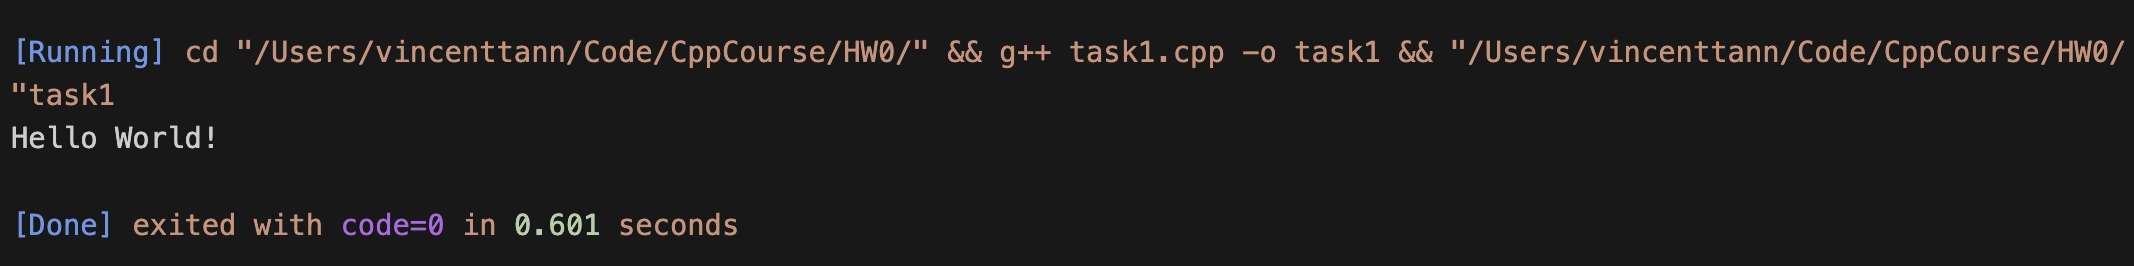 [Running] cd "/Users/vincenttann/Code/CppCourse/HW0/" && g++ task1.cpp -o task1 && "/Users/vincenttann/Code/CppCourse/HW0/
"task1
Hello World!
[Done] exited with code=0 in 0.601 seconds